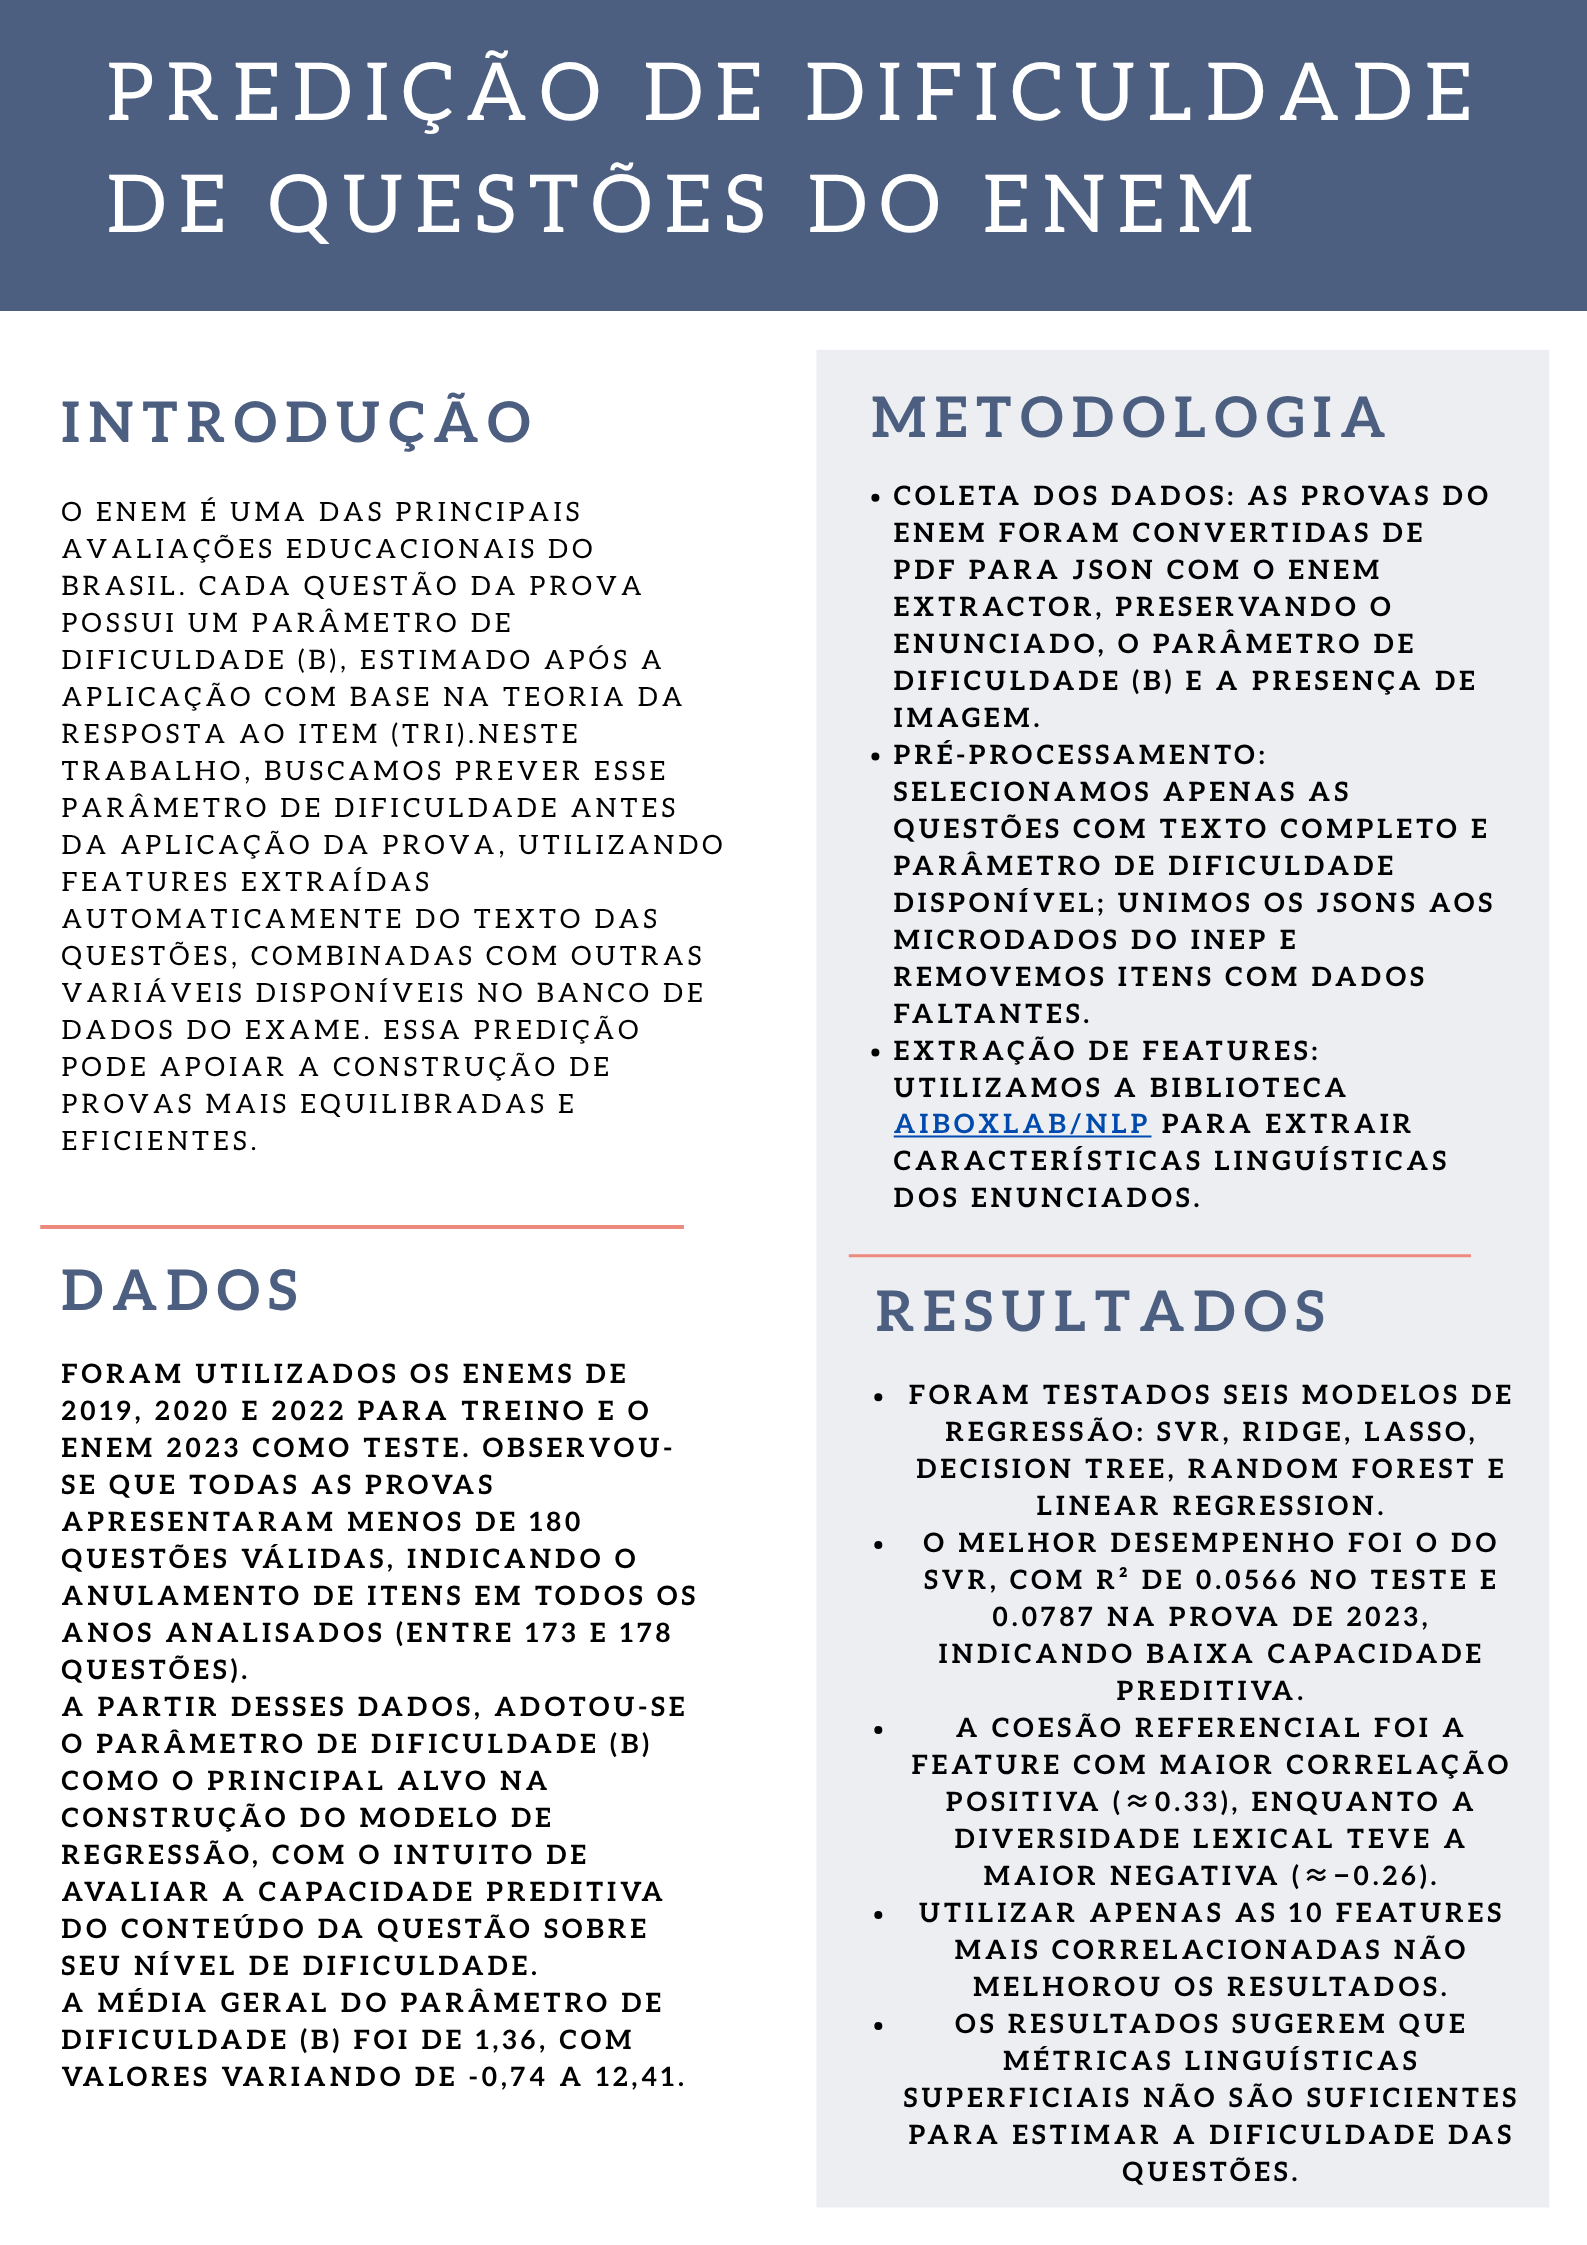 PREDIÇÃO DE DIFICULDADE
DE QUESTÕES DO ENEM
INTRODUÇÃO
O ENEM É UMA DAS PRINCIPAIS
AVALIAÇÕES EDUCACIONAIS DO
BRASIL. CADA QUESTÃO DA PROVA
POSSUI UM PARÂMETRO DE
DIFICULDADE (B), ESTIMADO APÓS A
APLICAÇÃO COM BASE NA TEORIA DA
RESPOSTA AO ITEM (TRI).NESTE
TRABALHO, BUSCAMOS PREVER ESSE
PARÂMETRO DE DIFICULDADE ANTES
DA APLICAÇÃO DA PROVA, UTILIZANDO
FEATURES EXTRAÍDAS
AUTOMATICAMENTE DO TEXTO DAS
QUESTÕES, COMBINADAS COM OUTRAS
VARIÁVEIS DISPONÍVEIS NO BANCO DE
DADOS DO EXAME. ESSA PREDIÇÃO
PODE APOIAR A CONSTRUÇÃO DE
PROVAS MAIS EQUILIBRADAS E
EFICIENTES.
DADOS
FORAM UTILIZADOS OS ENEMS DE
2019, 2020 E 2022 PARA TREINO E O
ENEM 2023 COMO TESTE. OBSERVOU-
SE QUE TODAS AS PROVAS
APRESENTARAM MENOS DE 180
QUESTÕES VÁLIDAS, INDICANDO O
ANULAMENTO DE ITENS EM TODOS OS
ANOS ANALISADOS (ENTRE 173 E 178
QUESTÕES).
A PARTIR DESSES DADOS, ADOTOU-SE
O PARÂMETRO DE DIFICULDADE (B)
COMO O PRINCIPAL ALVO NA
CONSTRUÇÃO DO MODELO DE
REGRESSÃO, COM O INTUITO DE
AVALIAR A CAPACIDADE PREDITIVA
DO CONTEÚDO DA QUESTÃO SOBRE
SEU NÍVEL DE DIFICULDADE.
A MÉDIA GERAL DO PARÂMETRO DE
DIFICULDADE (B) FOI DE 1,36, COM
VALORES VARIANDO DE -0,74 A 12,41.
METODOLOGIA
• COLETA DOS DADOS: AS PROVAS DO
ENEM FORAM CONVERTIDAS DE
PDF PARA JSON COM O ENEM
EXTRACTOR, PRESERVANDO O
ENUNCIADO, O PARÂMETRO DE
DIFICULDADE (B) E A PRESENÇA DE
IMAGEM.
• PRÉ-PROCESSAMENTO:
SELECIONAMOS APENAS AS
QUESTÕES COM TEXTO COMPLETO E
PARÂMETRO DE DIFICULDADE
DISPONÍVEL; UNIMOS OS JSONS AOS
MICRODADOS DO INEP E
REMOVEMOS ITENS COM DADOS
FALTANTES.
• EXTRAÇÃO DE FEATURES:
UTILIZAMOS A BIBLIOTECA
AIBOXLAB/NLP PARA EXTRAIR
CARACTERÍSTICAS LINGUÍSTICAS
DOS ENUNCIADOS.
RESULTADOS
• FORAM TESTADOS SEIS MODELOS DE
REGRESSÃO: SVR, RIDGE, LASSO,
DECISION TREE, RANDOM FOREST E
LINEAR REGRESSION.
• O MELHOR DESEMPENHO FOI O DO
SVR, COM R² DE 0.0566 NO TESTE E
0.0787 NA PROVA DE 2023,
INDICANDO BAIXA CAPACIDADE
PREDITIVA.
• A COESÃO REFERENCIAL FOI A
FEATURE COM MAIOR CORRELAÇÃO
POSITIVA (≈0.33), ENQUANTO A
DIVERSIDADE LEXICAL TEVE A
MAIOR NEGATIVA (≈−0.26).
• UTILIZAR APENAS AS 10 FEATURES
MAIS CORRELACIONADAS NÃO
MELHOROU OS RESULTADOS.
• OS RESULTADOS SUGEREM QUE
MÉTRICAS LINGUÍSTICAS
SUPERFICIAIS NÃO SÃO SUFICIENTES
PARA ESTIMAR A DIFICULDADE DAS
QUESTÕES.